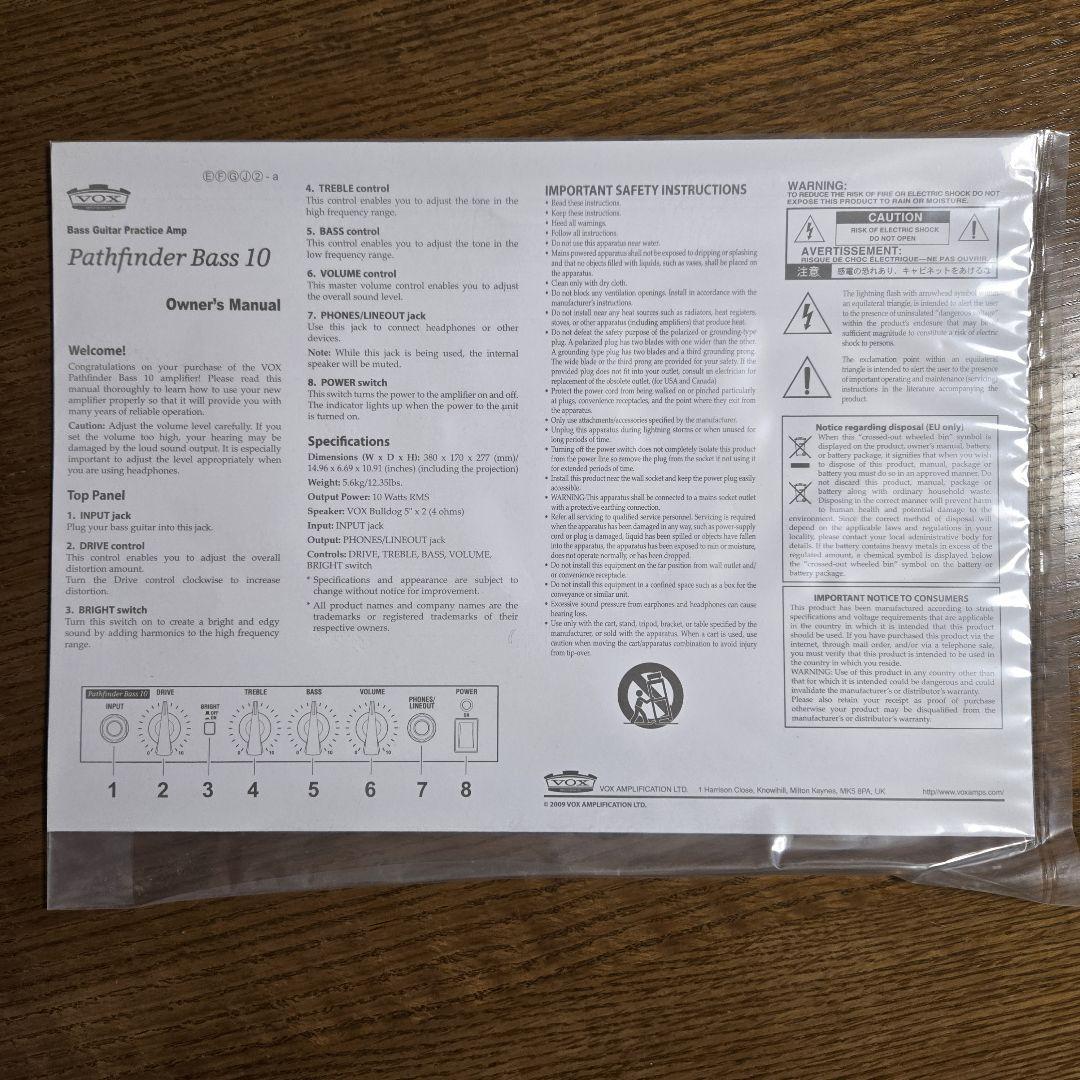 ⒺⒻⒼⒿ② - a
VOX
Bass Guitar Practice Amp
Pathfinder Bass 10
Owner's Manual
Welcome!
Congratulations on your purchase of the VOX
Pathfinder Bass 10 amplifier! Please read this
manual thoroughly to learn how to use your new
amplifier properly so that it will provide you with
many years of reliable operation.
Caution: Adjust the volume level carefully. If you
set the volume too high, your hearing may be
damaged by the loud sound output. It is especially
important to adjust the level appropriately when
you are using headphones.
Top Panel
1. INPUT jack
Plug your bass guitar into this jack.
2. DRIVE control
This control enables you to adjust the overall
distortion amount.
Turn the Drive control clockwise to increase
distortion.
3. BRIGHT switch
Turn this switch on to create a bright and edgy
sound by adding harmonics to the high frequency
range.
4. TREBLE control
This control enables you to adjust the tone in the
high frequency range.
5. BASS control
This control enables you to adjust the tone in the
low frequency range.
6. VOLUME control
This master volume control enables you to adjust
the overall sound level.
7. PHONES/LINEOUT jack
Use this jack to connect headphones or other
devices.
Note: While this jack is being used, the internal
speaker will be muted.
8. POWER switch
This switch turns the power to the amplifier on and off.
The indicator lights up when the power to the unit
is turned on.
Specifications
Dimensions (W x D x H): 380 x 170 x 277 (mm)/
14.96 x 6.69 x 10.91 (inches) (including the projection)
Weight: 5.6kg/12.35lbs.
Output Power: 10 Watts RMS
Speaker: VOX Bulldog 5" x 2 (4 ohms)
Input: INPUT jack
Output: PHONES/LINEOUT jack
Controls: DRIVE, TREBLE, BASS, VOLUME,
BRIGHT switch
* Specifications and appearance are subject to
change without notice for improvement.
* All product names and company names are the
trademarks or registered trademarks of their
respective owners.
Pathfinder Bass 10
INPUT
DRIVE
0 10
BRIGHT
OFF
ON
TREBLE
0 10
BASS
0 10
VOLUME
0 10
PHONES/
LINEOUT
POWER
ON
1 2 3 4 5 6 7 8
IMPORTANT SAFETY INSTRUCTIONS
• Read these instructions.
• Keep these instructions.
• Heed all warnings.
• Follow all instructions.
• Do not use this apparatus near water.
• Mains powered apparatus shall not be exposed to dripping or splashing
and that no objects filled with liquids, such as vases, shall be placed on
the apparatus.
• Clean only with dry cloth.
• Do not block any ventilation openings. Install in accordance with the
manufacturer's instructions.
• Do not install near any heat sources such as radiators, heat registers,
stoves, or other apparatus (including amplifiers) that produce heat.
• Do not defeat the safety purpose of the polarized or grounding-type
plug. A polarized plug has two blades with one wider than the other.
A grounding type plug has two blades and a third grounding prong.
The wide blade or the third prong are provided for your safety. If the
provided plug does not fit into your outlet, consult an electrician for
replacement of the obsolete outlet, (for USA and Canada)
• Protect the power cord from being walked on or pinched particularly
at plugs, convenience receptacles, and the point where they exit from
the apparatus.
• Only use attachments/accessories specified by the manufacturer.
• Unplug this apparatus during lightning storms or when unused for
long periods of time.
• Turning off the power switch does not completely isolate this product
from the power line so remove the plug from the socket if not using it
for extended periods of time.
• Install this product near the wall socket and keep the power plug easily
accessible.
• WARNING-This apparatus shall be connected to a mains socket outlet
with a protective earthing connection.
• Refer all servicing to qualified service personnel. Servicing is required
when the apparatus has been damaged in any way, such as power-supply
cord or plug is damaged, liquid has been spilled or objects have fallen
into the apparatus, the apparatus has been exposed to rain or moisture,
does not operate normally, or has been dropped.
• Do not install this equipment on the far position from wall outlet and/
or convenience receptacle.
• Do not install this equipment in a confined space such as a box for the
conveyance or similar unit.
• Excessive sound pressure from earphones and headphones can cause
hearing loss.
• Use only with the cart, stand, tripod, bracket, or table specified by the
manufacturer, or sold with the apparatus. When a cart is used, use
caution when moving the cart/apparatus combination to avoid injury
from tip-over.
WARNING:
TO REDUCE THE RISK OF FIRE OR ELECTRIC SHOCK DO NOT
EXPOSE THIS PRODUCT TO RAIN OR MOISTURE.
CAUTION
RISK OF ELECTRIC SHOCK
DO NOT OPEN
AVERTISSEMENT:
RISQUE DE CHOC ÉLECTRIQUE—NE PAS OUVRIR.
注意 感電の恐れあり、キャビネットをあけるな
The lightning flash with arrowhead symbol within
an equilateral triangle, is intended to alert the user
to the presence of uninsulated "dangerous voltage"
within the product's enclosure that may be of
sufficient magnitude to constitute a risk of electric
shock to persons.
The exclamation point within an equilateral
triangle is intended to alert the user to the presence
of important operating and maintenance (servicing)
instructions in the literature accompanying the
product.
Notice regarding disposal (EU only)
When this "crossed-out wheeled bin" symbol is
displayed on the product, owner's manual, battery,
or battery package, it signifies that when you wish
to dispose of this product, manual, package or
battery you must do so in an approved manner. Do
not discard this product, manual, package or
battery along with ordinary household waste.
Disposing in the correct manner will prevent harm
to human health and potential damage to the
environment. Since the correct method of disposal will
depend on the applicable laws and regulations in your
locality, please contact your local administrative body for
details. If the battery contains heavy metals in excess of the
regulated amount, a chemical symbol is displayed below
the "crossed-out wheeled bin" symbol on the battery or
battery package.
IMPORTANT NOTICE TO CONSUMERS
This product has been manufactured according to strict
specifications and voltage requirements that are applicable
in the country in which it is intended that this product
should be used. If you have purchased this product via the
internet, through mail order, and/or via a telephone sale,
you must verify that this product is intended to be used in
the country in which you reside.
WARNING: Use of this product in any country other than
that for which it is intended could be dangerous and could
invalidate the manufacturer's or distributor's warranty.
Please also retain your receipt as proof of purchase
otherwise your product may be disqualified from the
manufacturer's or distributor's warranty.
VOX
VOX AMPLIFICATION LTD. 1 Harrison Close, Knowlhill, Milton Keynes, MK5 8PA, UK http//www.voxamps.com/
© 2009 VOX AMPLIFICATION LTD.